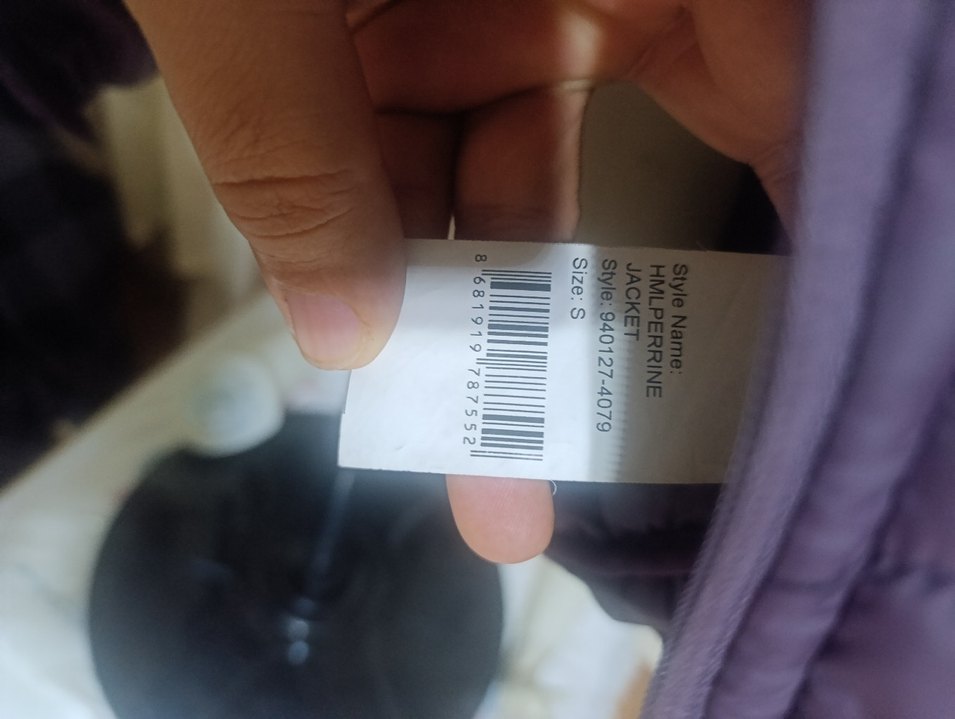 Style Name:
HMLPERRINE
JACKET
Style: 940127-4079
Size: S
8 681919 787552